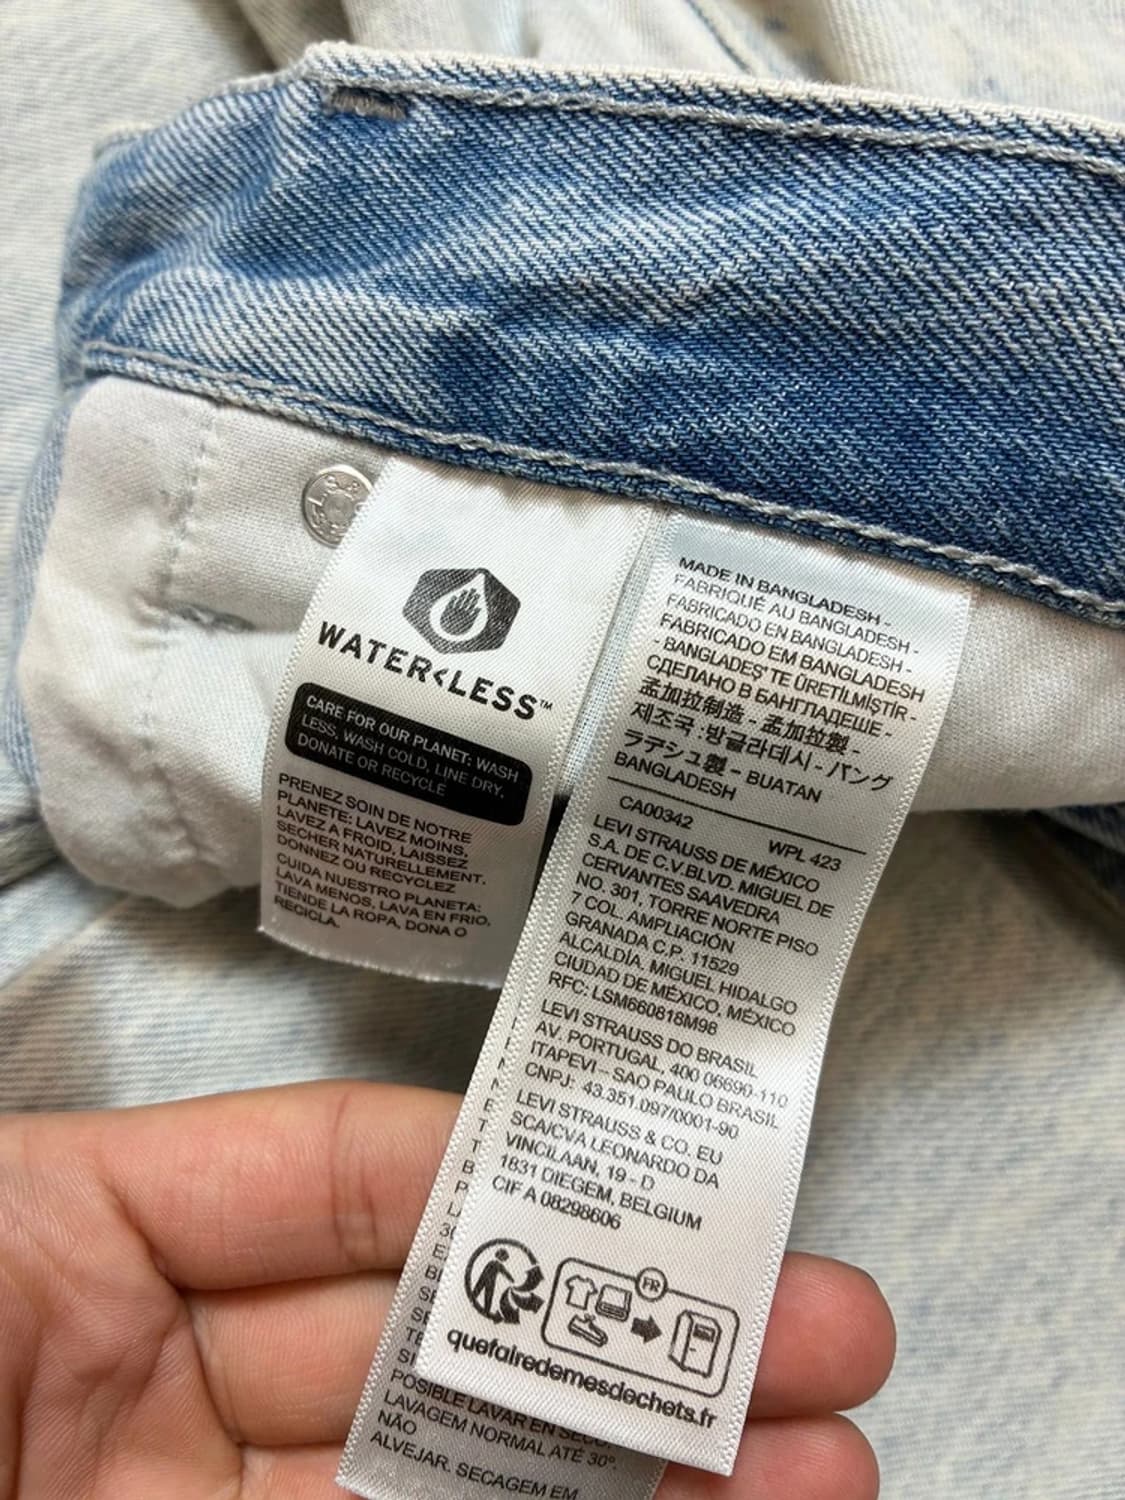 WATER<LESS™
CARE FOR OUR PLANET: WASH
LESS, WASH COLD, LINE DRY,
DONATE OR RECYCLE
PRENEZ SOIN DE NOTRE
PLANETE: LAVEZ MOINS,
LAVEZ A FROID, LAISSEZ
SECHER NATURELLEMENT.
DONNEZ OU RECYCLEZ
CUIDA NUESTRO PLANETA:
LAVA MENOS, LAVA EN FRIO,
TIENDE LA ROPA, DONA O
RECICLA.
MADE IN BANGLADESH -
FABRIQUÉ AU BANGLADESH -
FABRICADO EN BANGLADESH -
FABRICADO EM BANGLADESH
- BANGLADEŞ'TE ÜRETİLMİŞTİR -
СДЕЛАНО В БАНГЛАДЕШЕ -
孟加拉制造 - 孟加拉製 -
제조국 : 방글라데시 - バング
ラデシュ製 - BUATAN
BANGLADESH
CA00342 WPL 423
LEVI STRAUSS DE MÉXICO
S.A. DE C.V.BLVD. MIGUEL DE
CERVANTES SAAVEDRA
NO. 301, TORRE NORTE PISO
7 COL. AMPLIACIÓN
GRANADA C.P. 11529
ALCALDÍA. MIGUEL HIDALGO
CIUDAD DE MÉXICO, MÉXICO
RFC: LSM660818M98
LEVI STRAUSS DO BRASIL
AV. PORTUGAL, 400 06690-110
ITAPEVI - SAO PAULO BRASIL
CNPJ: 43.351.097/0001-90
LEVI STRAUSS & CO. EU
SCA/CVA LEONARDO DA
VINCILAAN, 19 - D
1831 DIEGEM, BELGIUM
CIF A 08298606
FR
quefairedemesdechets.fr
POSIBLE LAVAR EN SECO.
LAVAGEM NORMAL ATÉ 30°.
NÃO
ALVEJAR. SECAGEM EM